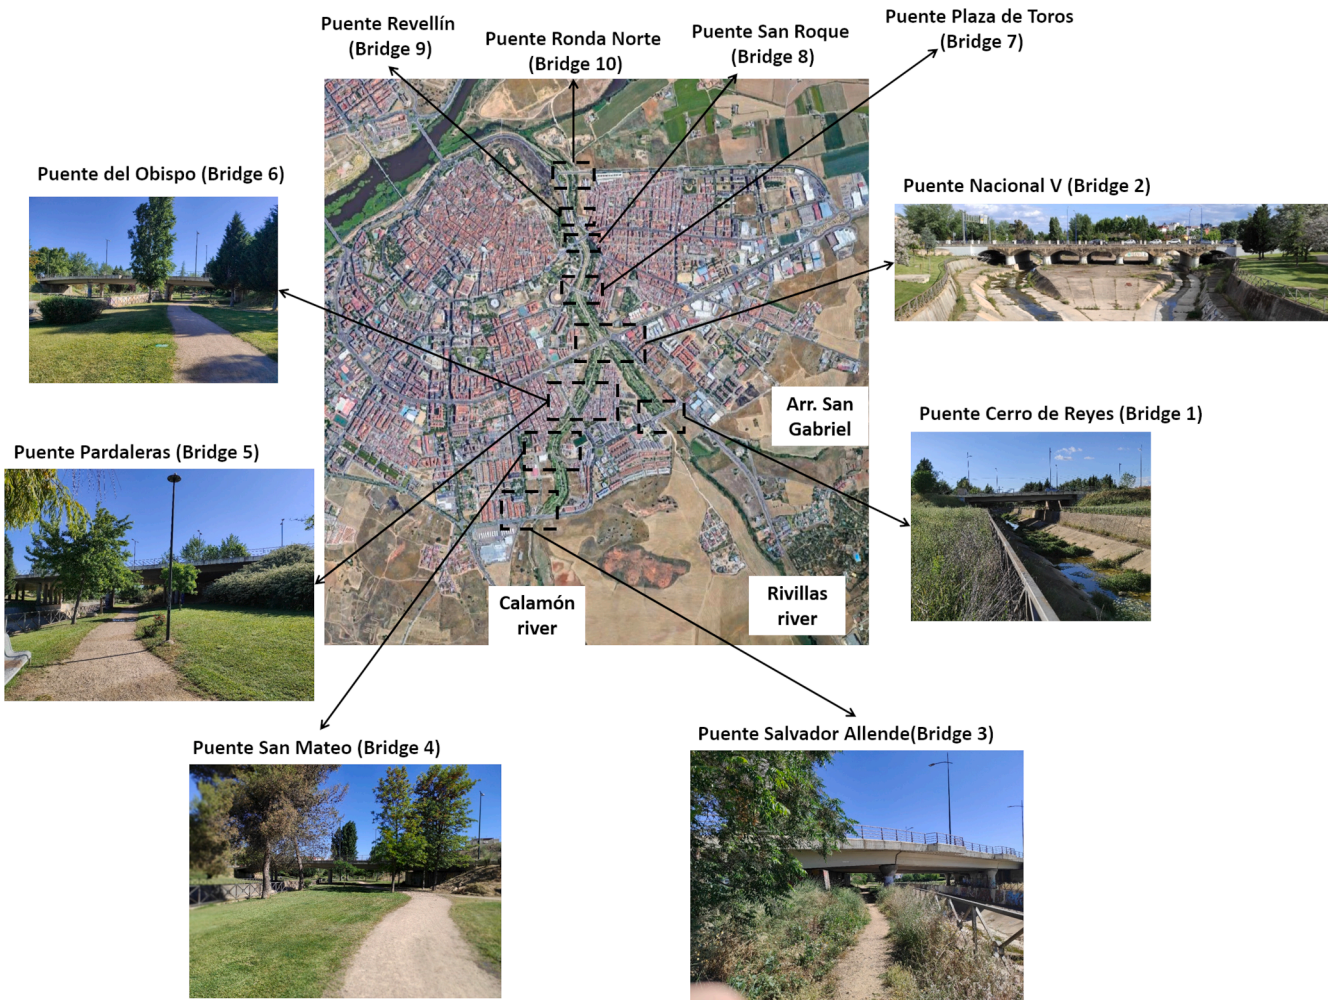 Puente Revellín
(Bridge 9)
Puente Ronda Norte
(Bridge 10)
Puente San Roque
(Bridge 8)
Puente Plaza de Toros
(Bridge 7)
Puente del Obispo (Bridge 6)
Puente Nacional V (Bridge 2)
Arr. San
Gabriel
Puente Cerro de Reyes (Bridge 1)
Puente Pardaleras (Bridge 5)
Calamón
river
Rivillas
river
Puente San Mateo (Bridge 4)
Puente Salvador Allende(Bridge 3)